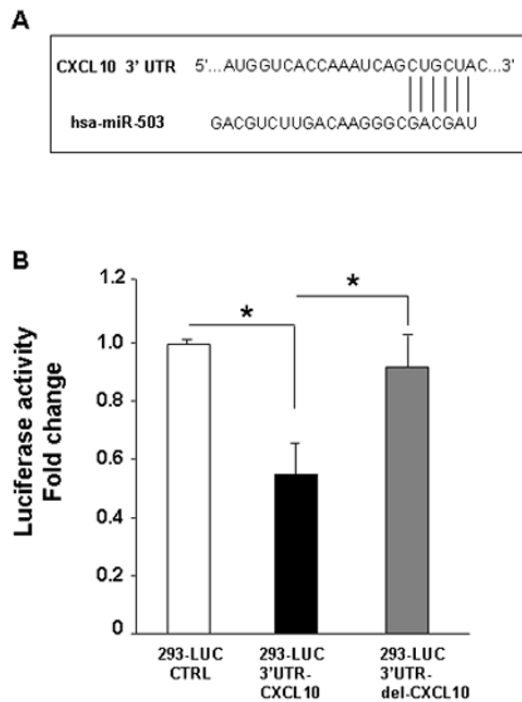 A
CXCL10 3' UTR 5'...AUGGUCACCAAAUCAGCUGCUAC...3'
hsa-miR-503 GACGUCUUGACAAGGGCGACGAU
B
Luciferase activity
Fold change
1.2
1.0
0.8
0.6
0.4
0.2
0
* *
293-LUC CTRL
293-LUC 3'UTR-CXCL10
293-LUC 3'UTR-del-CXCL10